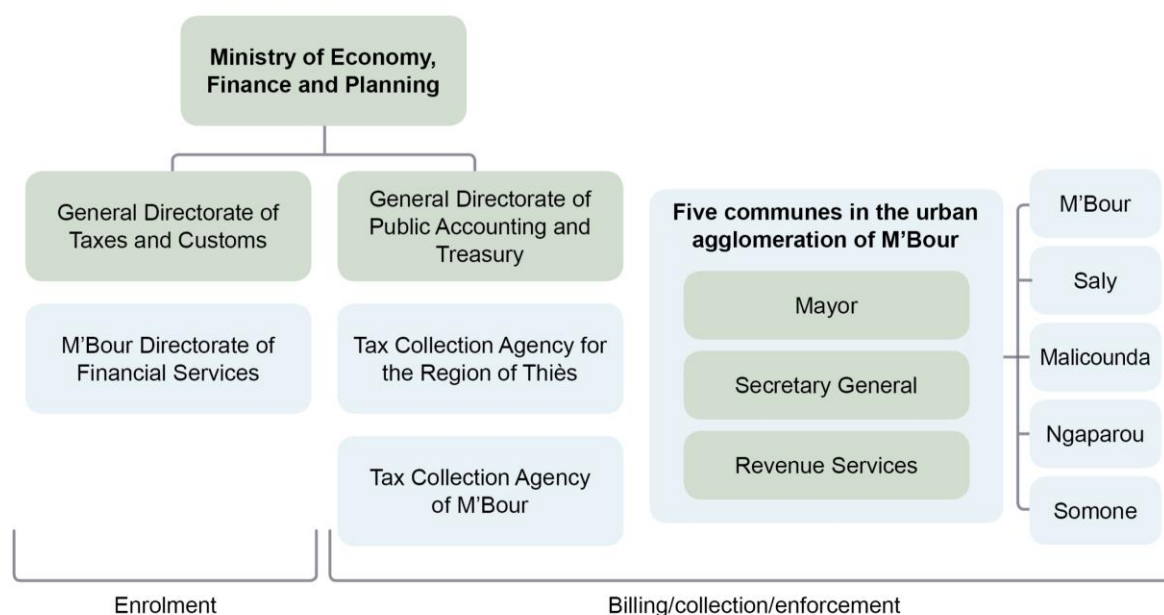 Ministry of Economy,
Finance and Planning
General Directorate of
Taxes and Customs
General Directorate of
Public Accounting and
Treasury
M'Bour Directorate of
Financial Services
Tax Collection Agency for
the Region of Thiès
Tax Collection Agency
of M'Bour
Five communes in the urban
agglomeration of M'Bour
Mayor
Secretary General
Revenue Services
M'Bour
Saly
Malicounda
Ngaparou
Somone
Enrolment
Billing/collection/enforcement